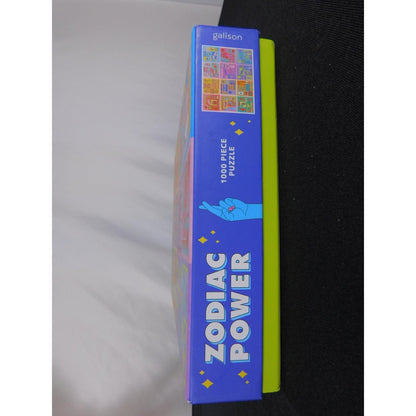 galison
1000 PIECE
PUZZLE
ZODIAC
POWER